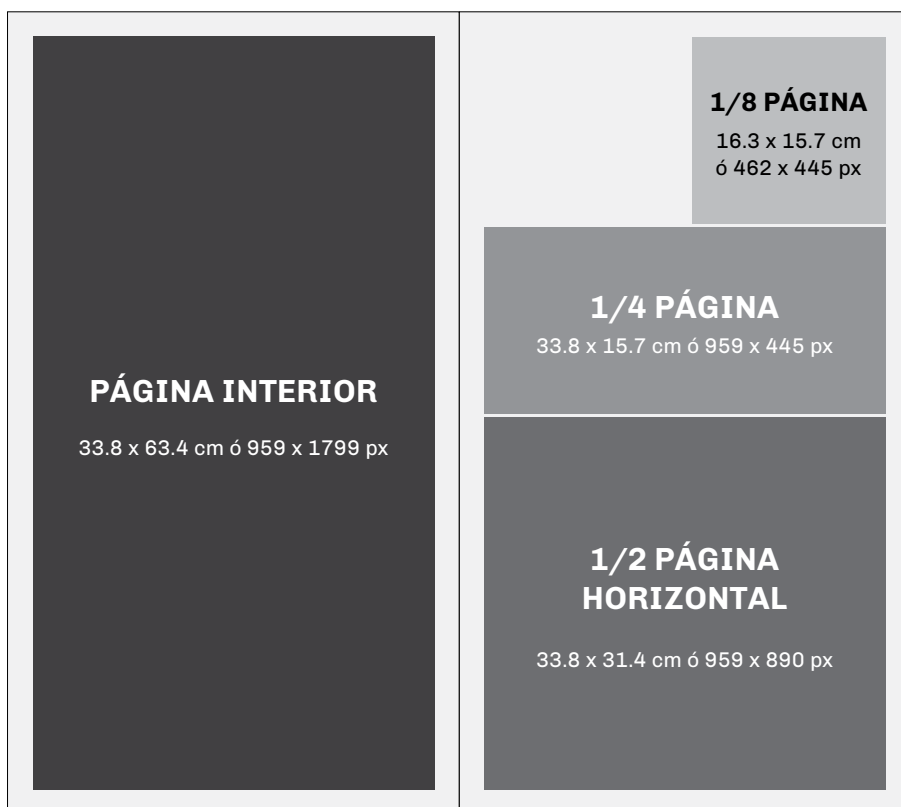 PÁGINA INTERIOR
33.8 x 63.4 cm ó 959 x 1799 px
1/8 PÁGINA
16.3 x 15.7 cm
ó 462 x 445 px
1/4 PÁGINA
33.8 x 15.7 cm ó 959 x 445 px
1/2 PÁGINA
HORIZONTAL
33.8 x 31.4 cm ó 959 x 890 px